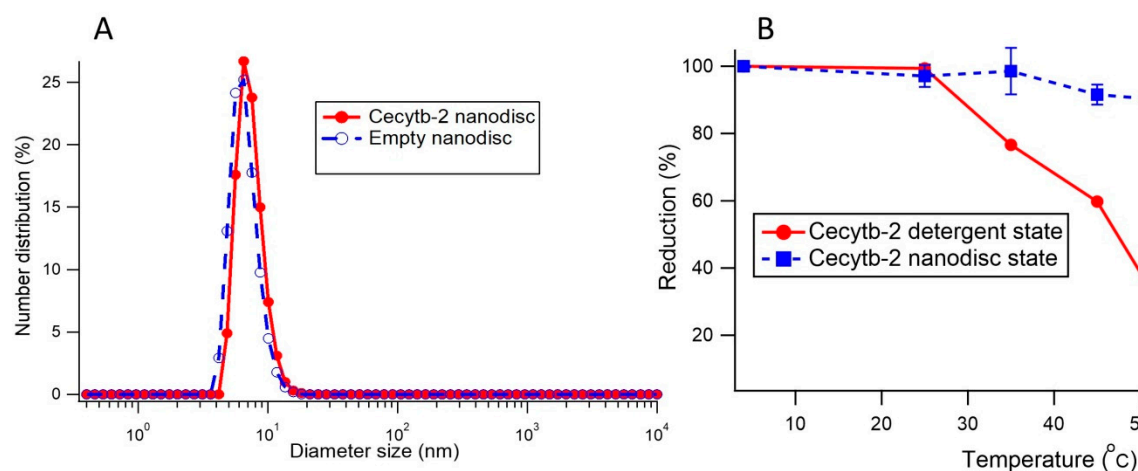 A
Number distribution (%)
25
20
15
10
5
0
Cecytb-2 nanodisc
Empty nanodisc
10^0
10^1
10^2
10^3
10^4
Diameter size (nm)
B
Reduction (%)
100
80
60
40
20
Cecytb-2 detergent state
Cecytb-2 nanodisc state
10
20
30
40
50
Temperature (°C)